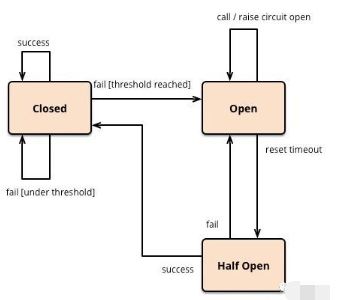 call / raise circuit open
success
fail [threshold reached]
Closed
Open
reset timeout
fail [under threshold]
fail
success
Half Open